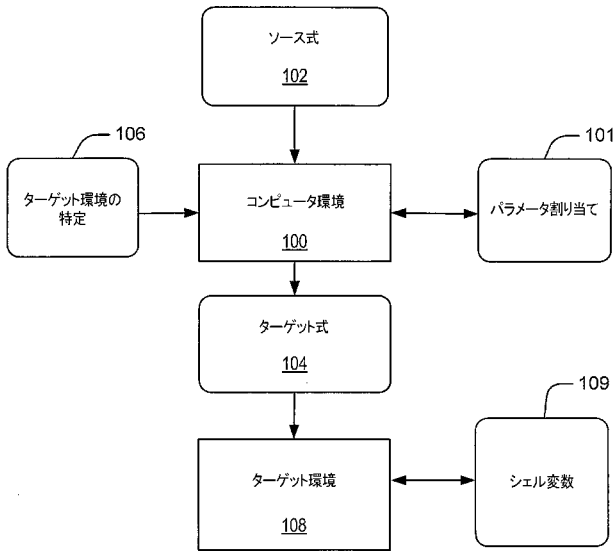 ソース式
102
106
101
ターゲット環境の
特定
コンピュータ環境
100
パラメータ割り当て
ターゲット式
104
109
ターゲット環境
108
シェル変数